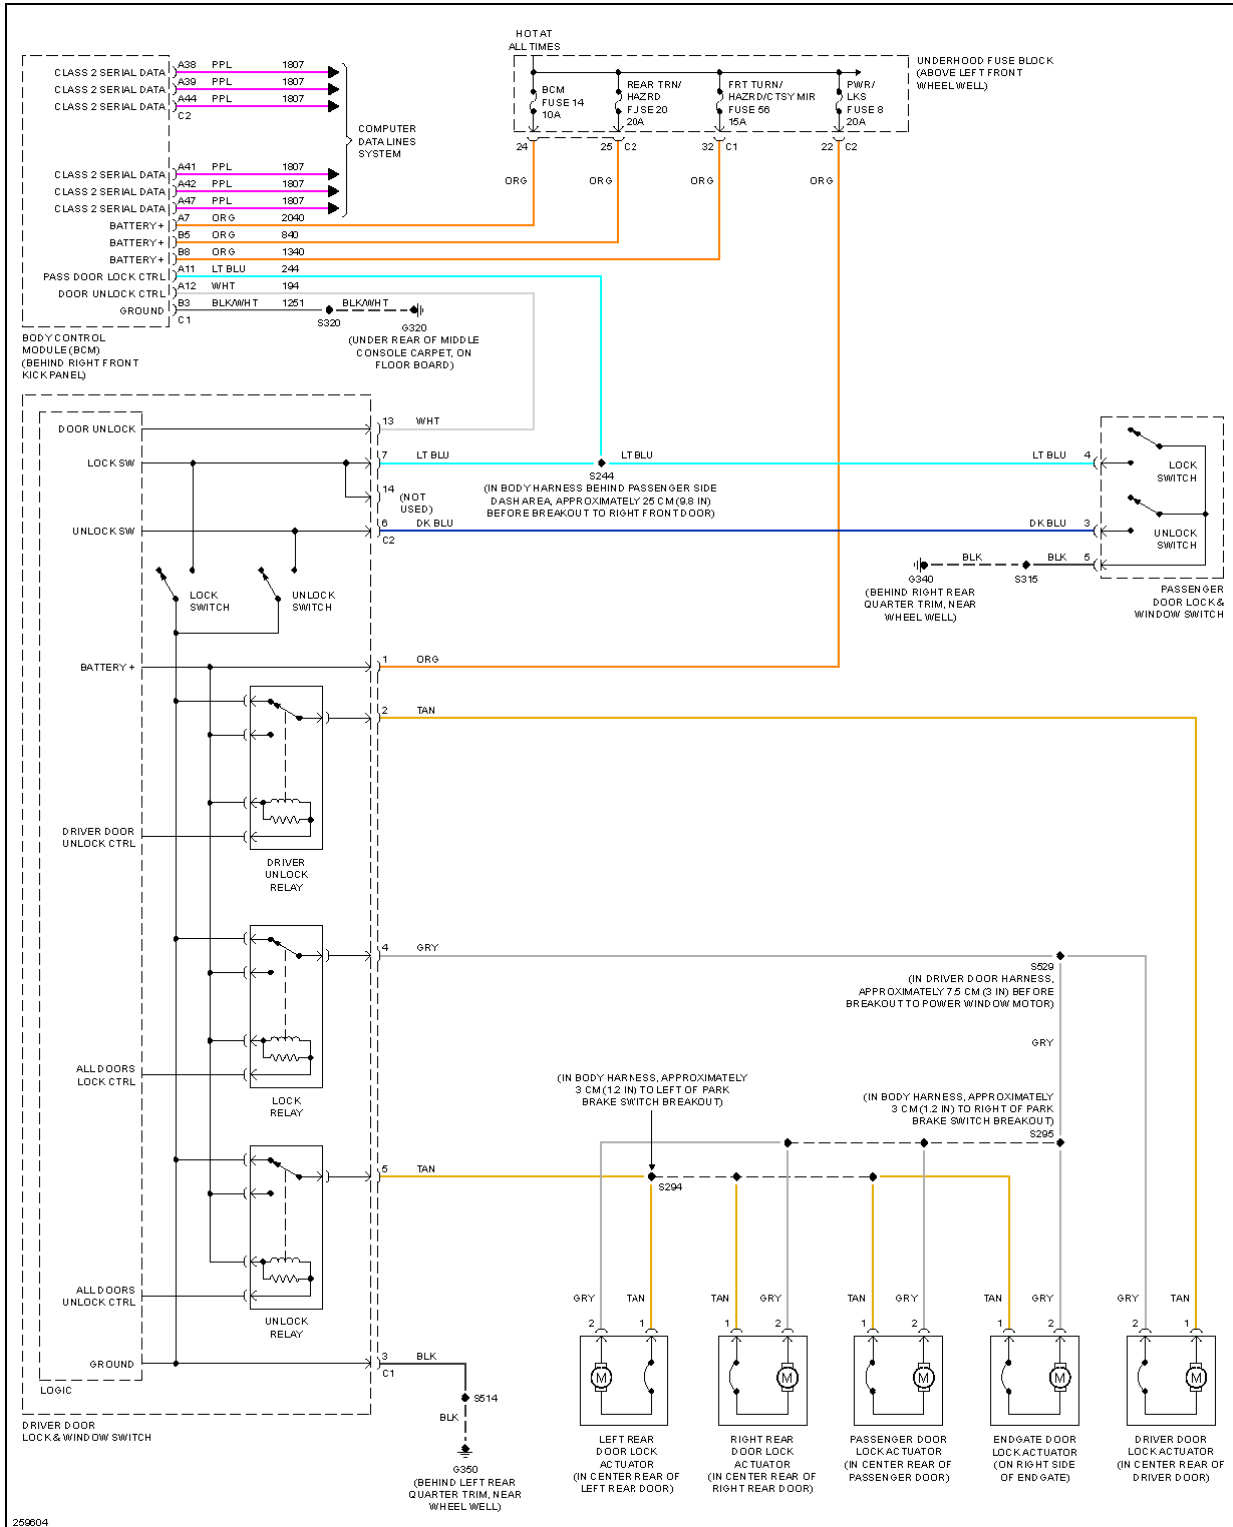 HOT AT
ALL TIMES
UNDERHOOD FUSE BLOCK
(ABOVE LEFT FRONT
WHEEL WELL)
BCM
FUSE 14
10A
REAR TRN/
HAZRD
FJSE 20
20A
FRT TURN/
HAZRD/CTSY MIR
FUSE 56
15A
PWR/
LKS
FUSE 8
20A
24
25
C2
32
C1
22
C2
ORG
ORG
ORG
ORG
CLASS 2 SERIAL DATA A38 PPL 1807
CLASS 2 SERIAL DATA A39 PPL 1807
CLASS 2 SERIAL DATA A44 PPL 1807
C2
COMPUTER
DATA LINES
SYSTEM
CLASS 2 SERIAL DATA A41 PPL 1807
CLASS 2 SERIAL DATA A42 PPL 1807
CLASS 2 SERIAL DATA A47 PPL 1807
BATTERY + A7 ORG 2040
BATTERY + B5 ORG 840
BATTERY + B8 ORG 1340
PASS DOOR LOCK CTRL A11 LT BLU 244
DOOR UNLOCK CTRL A12 WHT 194
GROUND B3 BLK/WHT 1251 BLK/WHT
C1
S320
G320
(UNDER REAR OF MIDDLE
CONSOLE CARPET, ON
FLOOR BOARD)
BODY CONTROL
MODULE (BCM)
(BEHIND RIGHT FRONT
KICK PANEL)
DOOR UNLOCK 13 WHT
LOCK SW 7 LT BLU LT BLU LT BLU 4
S244
(IN BODY HARNESS BEHIND PASSENGER SIDE
DASH AREA, APPROXIMATELY 25 CM (9.8 IN)
BEFORE BREAKOUT TO RIGHT FRONT DOOR)
14 (NOT
USED)
UNLOCK SW 6 DK BLU DK BLU 3
C2
LOCK
SWITCH
UNLOCK
SWITCH
BLK BLK 5
G340
S315
(BEHIND RIGHT REAR
QUARTER TRIM, NEAR
WHEEL WELL)
PASSENGER
DOOR LOCK &
WINDOW SWITCH
LOCK
SWITCH
UNLOCK
SWITCH
BATTERY + 1 ORG
2 TAN
DRIVER DOOR
UNLOCK CTRL
DRIVER
UNLOCK
RELAY
4 GRY
S529
(IN DRIVER DOOR HARNESS,
APPROXIMATELY 7.5 CM (3 IN) BEFORE
BREAKOUT TO POWER WINDOW MOTOR)
GRY
ALL DOORS
LOCK CTRL
LOCK
RELAY
(IN BODY HARNESS, APPROXIMATELY
3 CM (1.2 IN) TO LEFT OF PARK
BRAKE SWITCH BREAKOUT)
(IN BODY HARNESS, APPROXIMATELY
3 CM (1.2 IN) TO RIGHT OF PARK
BRAKE SWITCH BREAKOUT)
S295
5 TAN
S294
ALL DOORS
UNLOCK CTRL
UNLOCK
RELAY
GRY TAN TAN GRY TAN GRY TAN GRY GRY TAN
2 1 1 2 1 2 1 2 2 1
M M M M M
GROUND 3 BLK
C1
LOGIC
S514
BLK
G350
(BEHIND LEFT REAR
QUARTER TRIM, NEAR
WHEEL WELL)
DRIVER DOOR
LOCK & WINDOW SWITCH
LEFT REAR
DOOR LOCK
ACTUATOR
(IN CENTER REAR OF
LEFT REAR DOOR)
RIGHT REAR
DOOR LOCK
ACTUATOR
(IN CENTER REAR OF
RIGHT REAR DOOR)
PASSENGER DOOR
LOCK ACTUATOR
(IN CENTER REAR OF
PASSENGER DOOR)
ENDGATE DOOR
LOCK ACTUATOR
(ON RIGHT SIDE
OF ENDGATE)
DRIVER DOOR
LOCK ACTUATOR
(IN CENTER REAR OF
DRIVER DOOR)
259604